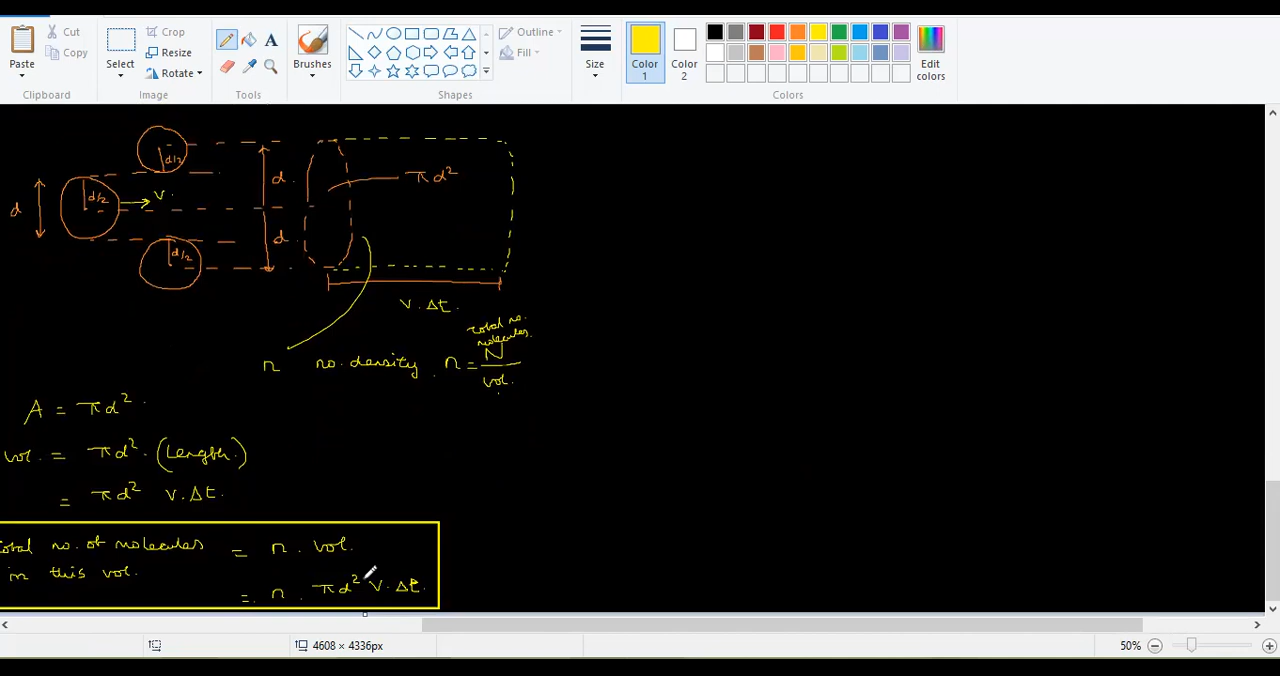 Paste
Cut
Copy
Clipboard
Select
Crop
Resize
Rotate
Image
A
Tools
Brushes
Outline
Fill
Shapes
Size
Color 1
Color 2
Edit colors
Colors
d/2
d
d/2
v.
d
πd²
d
d/2
v.Δt.
n no. density. n = N / vol.
Total no. molecules.
A = πd².
vol. = πd². (Length.)
= πd² v.Δt.
otal no. of molecules = n. vol.
in this vol.
= n. πd² v.Δt.
4608 × 4336px
50%